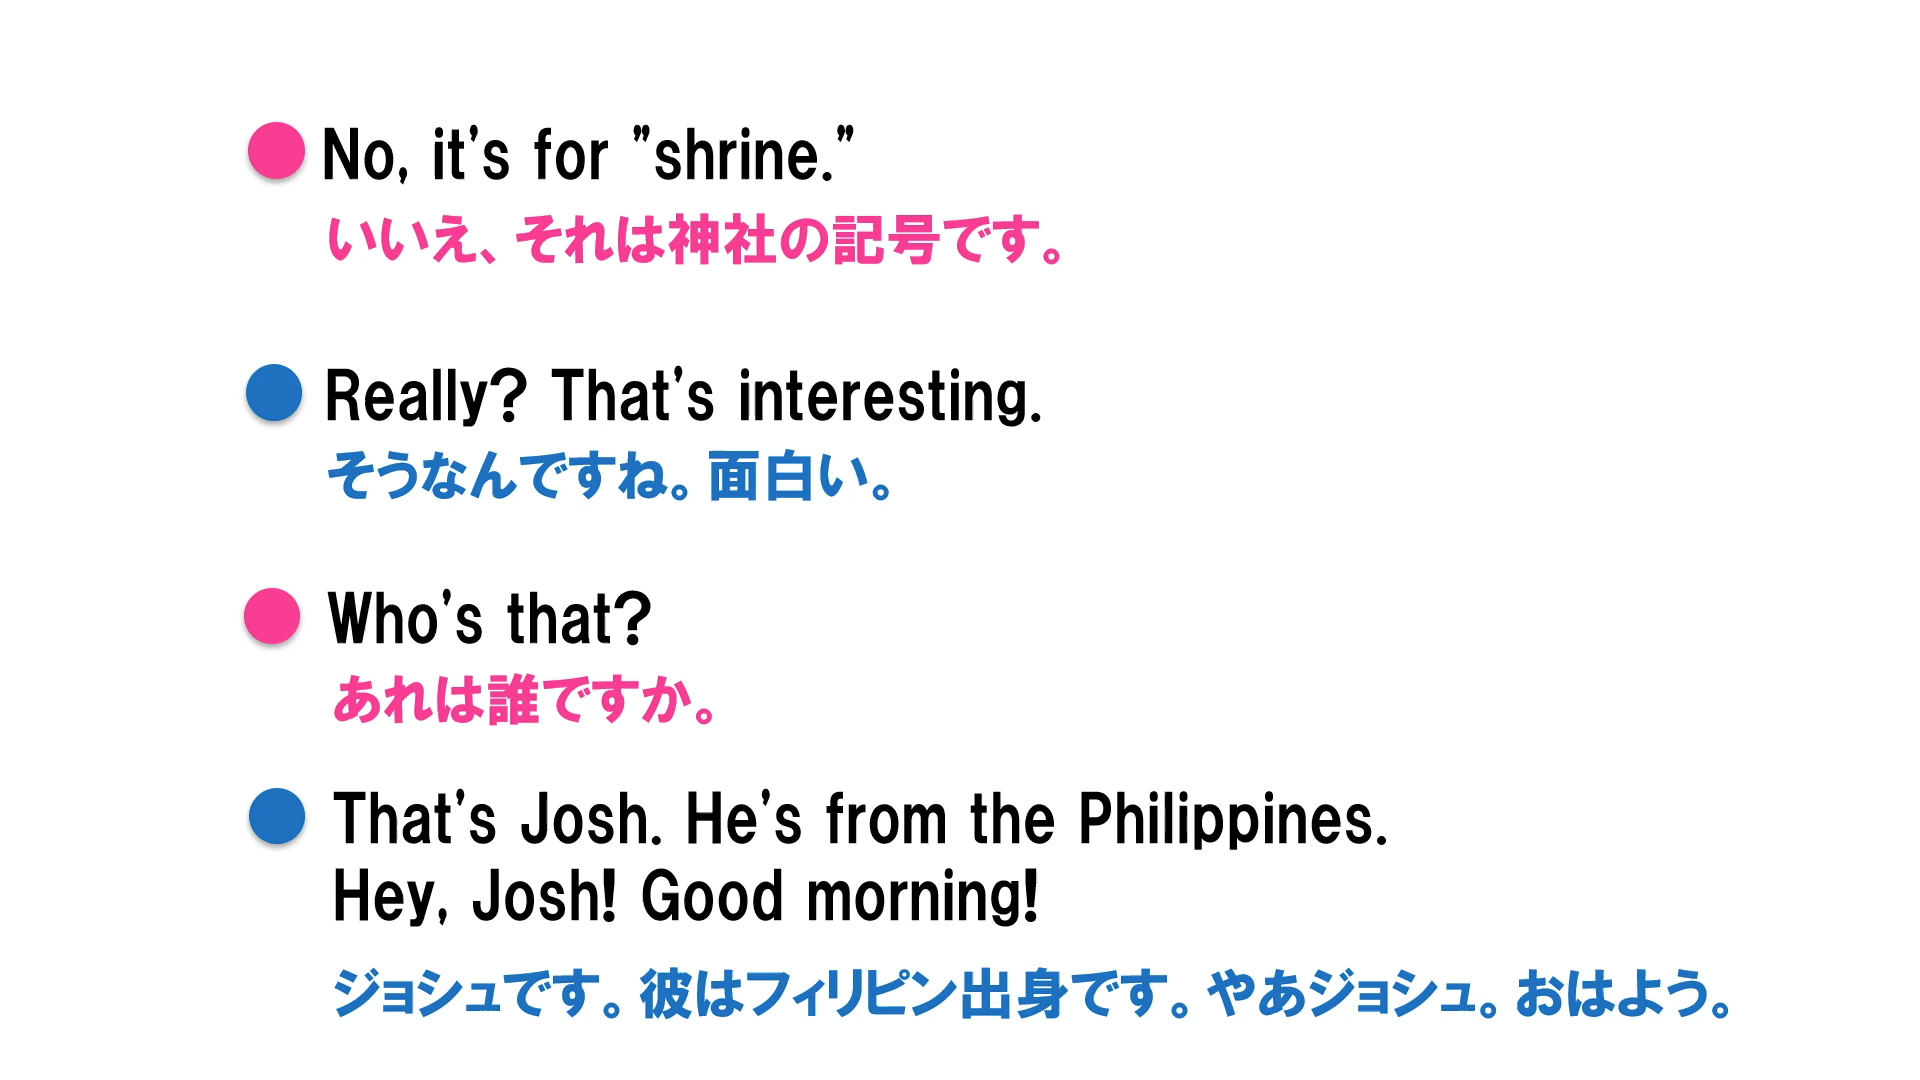 No, it's for "shrine."
いいえ、それは神社の記号です。
Really? That's interesting.
そうなんですね。面白い。
Who's that?
あれは誰ですか。
That's Josh. He's from the Philippines.
Hey, Josh! Good morning!
ジョシュです。彼はフィリピン出身です。やあジョシュ。おはよう。